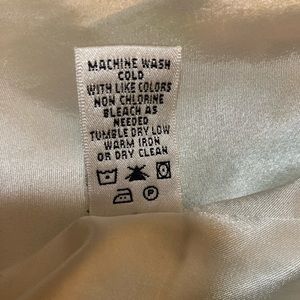 MACHINE WASH
COLD
WITH LIKE COLORS
NON CHLORINE
BLEACH AS
NEEDED
TUMBLE DRY LOW
WARM IRON
OR DRY CLEAN
P